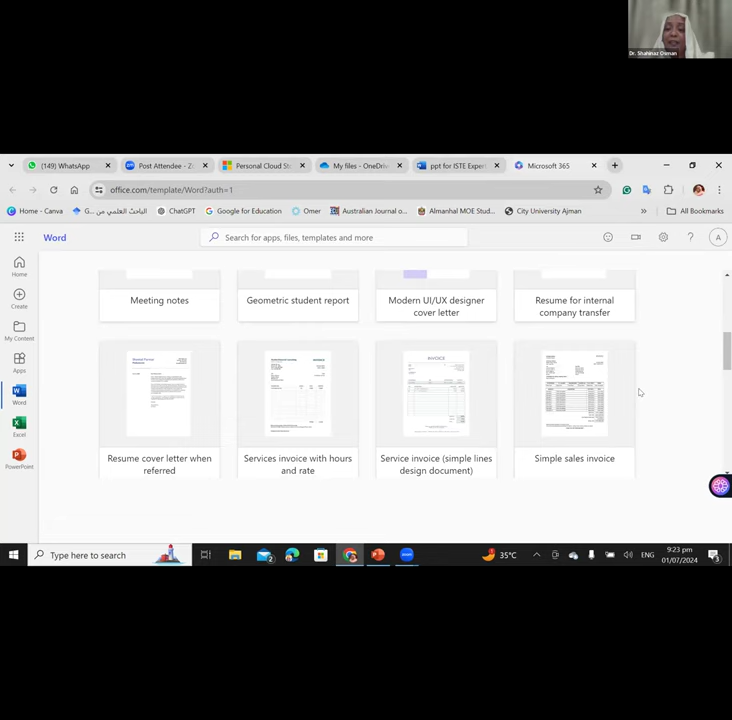 Dr. Shahinaz Osman
(149) WhatsApp
Post Attendee - Z
Personal Cloud St
My files - OneDriv
ppt for ISTE Expert
Microsoft 365
office.com/template/Word?auth=1
Home - Canva
الباحث العلمي من ...G
ChatGPT
Google for Education
Omer
Australian Journal o...
Almanhal MOE Stud...
City University Ajman
»
All Bookmarks
Word
Search for apps, files, templates and more
?
A
Home
Create
My Content
Apps
Word
Excel
PowerPoint
Meeting notes
Geometric student report
Modern UI/UX designer
cover letter
Resume for internal
company transfer
INVOICE
Resume cover letter when
referred
Services invoice with hours
and rate
Service invoice (simple lines
design document)
Simple sales invoice
Type here to search
2
35°C
ENG
9:23 pm
01/07/2024
3